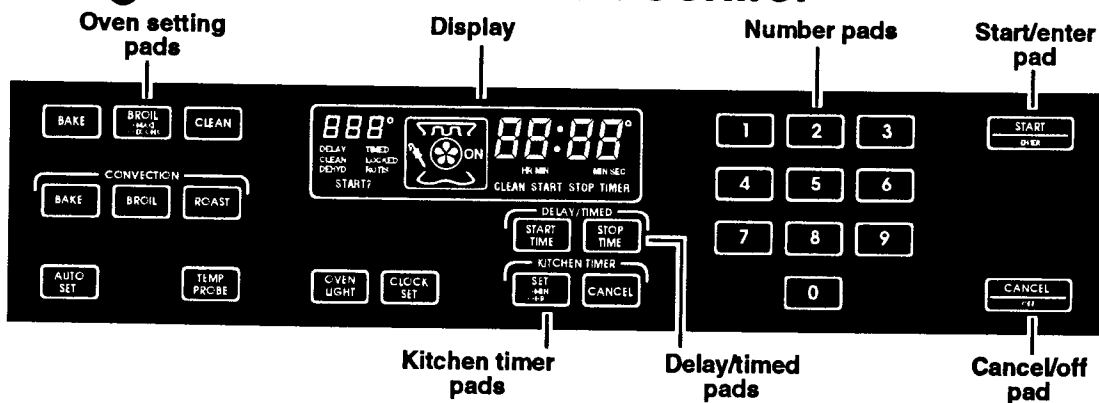 Oven setting
pads
Display
Number pads
Start/enter
pad
BAKE
BROIL
CLEAN
CONVECTION
BAKE
BROIL
ROAST
AUTO
SET
TEMP
PROBE
888°
DELAY TIMED
CLEAN LOCKED
DEHYD
START?
ON
88:88°
HR MIN MIN SEC
CLEAN START STOP TIMER
DELAY/TIMED
START
TIME
STOP
TIME
KITCHEN TIMER
OVEN
LIGHT
CLOCK
SET
SET
CANCEL
1 2 3
4 5 6
7 8 9
0
START
ENTER
CANCEL
Kitchen timer
pads
Delay/timed
pads
Cancel/off
pad